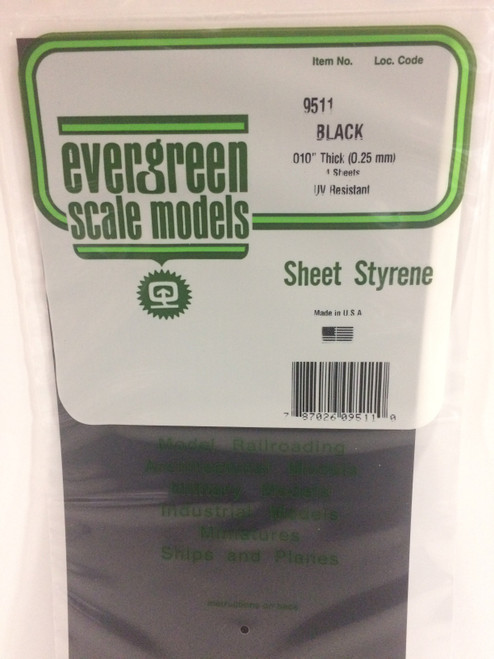 Item No. Loc. Code
9511
BLACK
.010" Thick (0.25 mm)
4 Sheets
UV Resistant
evergreen
scale models
Sheet Styrene
Made in U S A
7 87026 09511 0
Model Railroading
Architectural Models
Military Models
Industrial Models
Miniatures
Ships and Planes
instructions on back